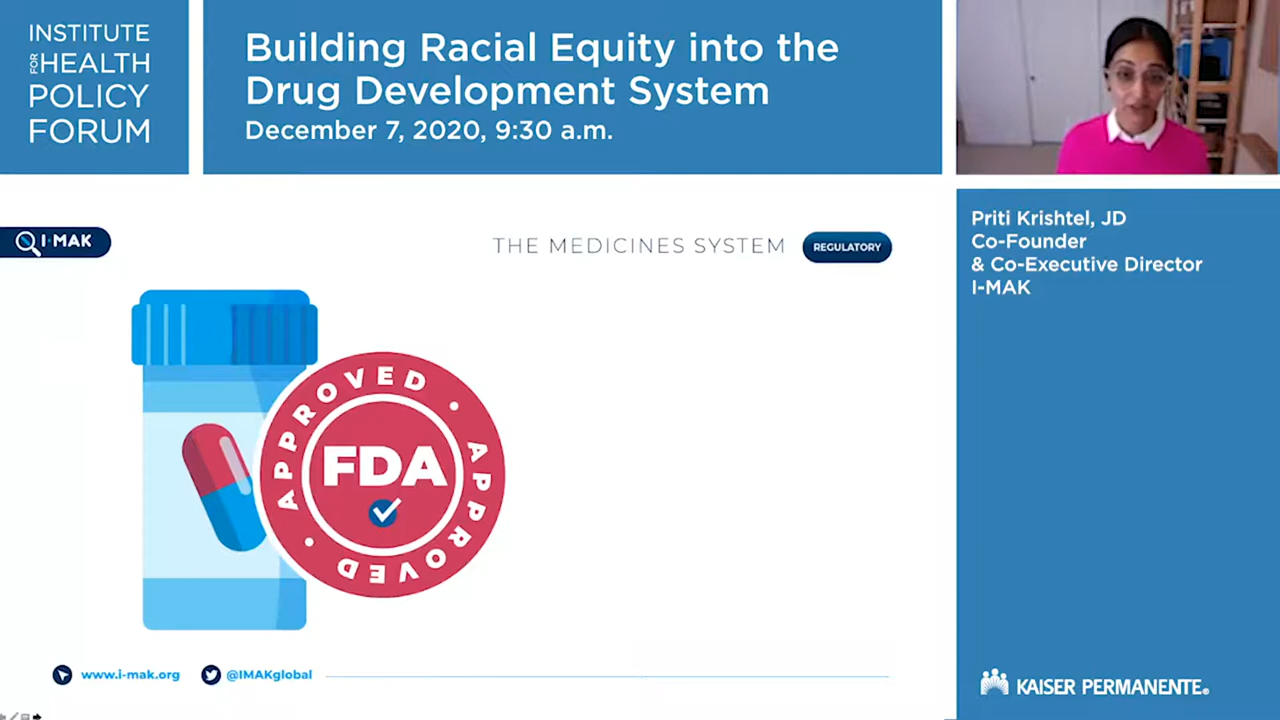 INSTITUTE
FOR HEALTH
POLICY
FORUM
Building Racial Equity into the
Drug Development System
December 7, 2020, 9:30 a.m.
Priti Krishtel, JD
Co-Founder
& Co-Executive Director
I-MAK
I·MAK
THE MEDICINES SYSTEM
REGULATORY
APPROVED · APPROVED ·
FDA
www.i-mak.org
@IMAKglobal
KAISER PERMANENTE®